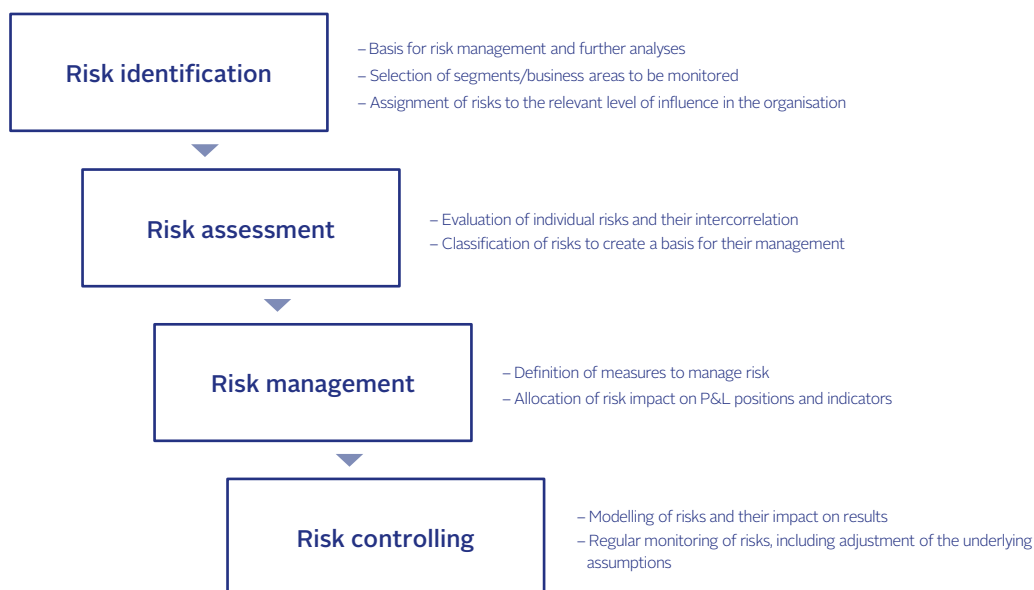 Risk identification
– Basis for risk management and further analyses
– Selection of segments/business areas to be monitored
– Assignment of risks to the relevant level of influence in the organisation
Risk assessment
– Evaluation of individual risks and their intercorrelation
– Classification of risks to create a basis for their management
Risk management
– Definition of measures to manage risk
– Allocation of risk impact on P&L positions and indicators
Risk controlling
– Modelling of risks and their impact on results
– Regular monitoring of risks, including adjustment of the underlying
assumptions